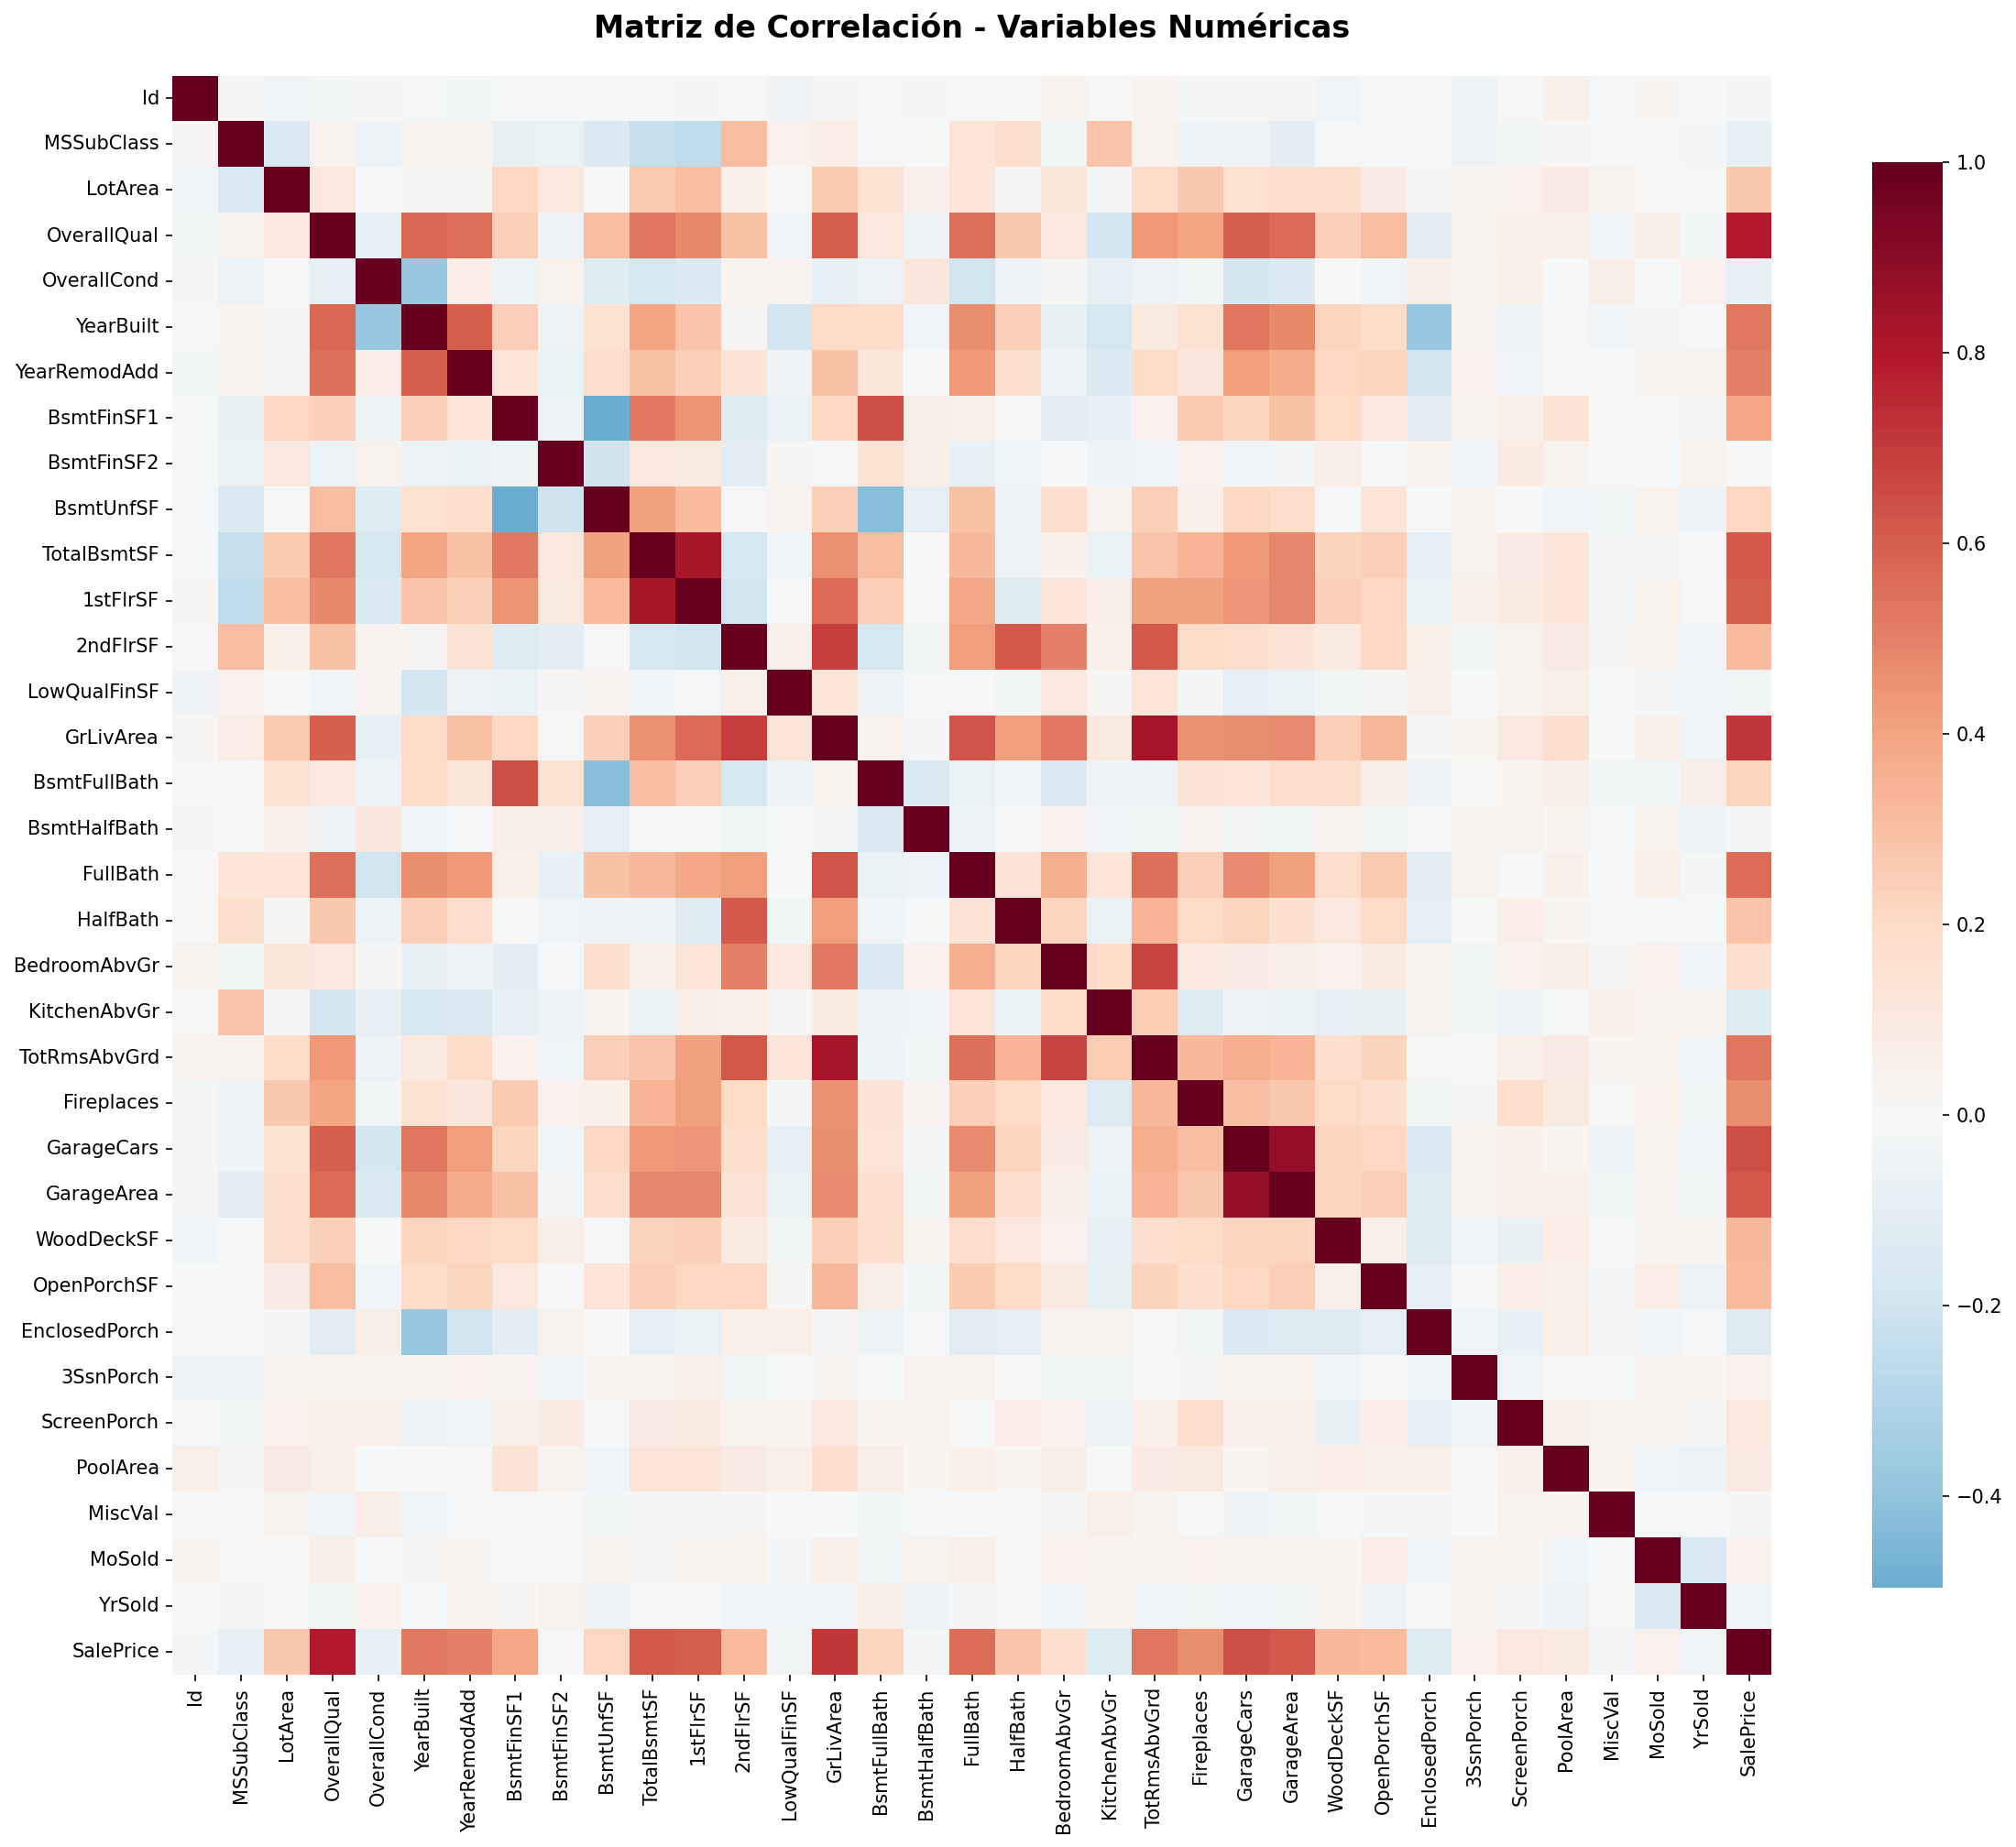 Matriz de Correlación - Variables Numéricas
Id
MSSubClass
LotArea
OverallQual
OverallCond
YearBuilt
YearRemodAdd
BsmtFinSF1
BsmtFinSF2
BsmtUnfSF
TotalBsmtSF
1stFlrSF
2ndFlrSF
LowQualFinSF
GrLivArea
BsmtFullBath
BsmtHalfBath
FullBath
HalfBath
BedroomAbvGr
KitchenAbvGr
TotRmsAbvGrd
Fireplaces
GarageCars
GarageArea
WoodDeckSF
OpenPorchSF
EnclosedPorch
3SsnPorch
ScreenPorch
PoolArea
MiscVal
MoSold
YrSold
SalePrice
Id
MSSubClass
LotArea
OverallQual
OverallCond
YearBuilt
YearRemodAdd
BsmtFinSF1
BsmtFinSF2
BsmtUnfSF
TotalBsmtSF
1stFlrSF
2ndFlrSF
LowQualFinSF
GrLivArea
BsmtFullBath
BsmtHalfBath
FullBath
HalfBath
BedroomAbvGr
KitchenAbvGr
TotRmsAbvGrd
Fireplaces
GarageCars
GarageArea
WoodDeckSF
OpenPorchSF
EnclosedPorch
3SsnPorch
ScreenPorch
PoolArea
MiscVal
MoSold
YrSold
SalePrice
1.0
0.8
0.6
0.4
0.2
0.0
−0.2
−0.4